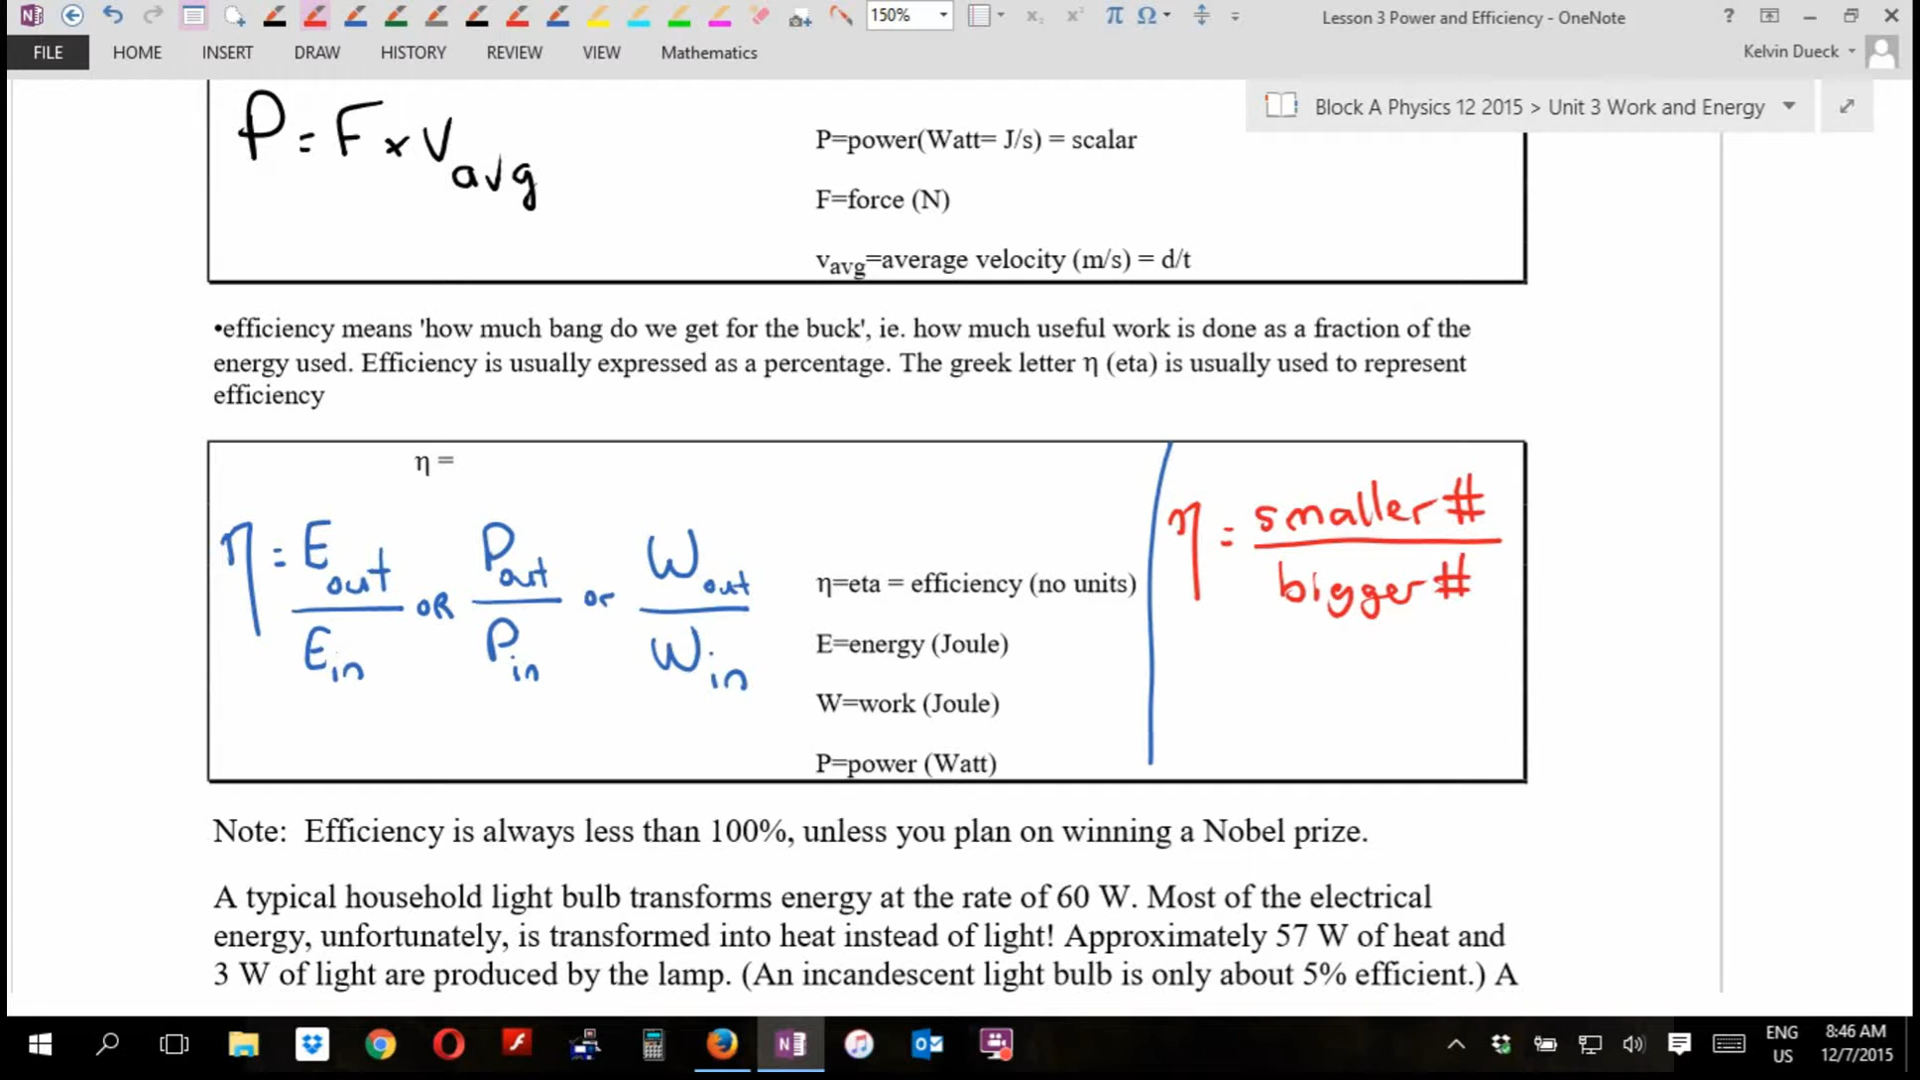 150%
Lesson 3 Power and Efficiency - OneNote
?
FILE HOME INSERT DRAW HISTORY REVIEW VIEW Mathematics
Kelvin Dueck
Block A Physics 12 2015 > Unit 3 Work and Energy
P = F x Vavg
P=power(Watt= J/s) = scalar
F=force (N)
vavg=average velocity (m/s) = d/t
•efficiency means 'how much bang do we get for the buck', ie. how much useful work is done as a fraction of the
energy used. Efficiency is usually expressed as a percentage. The greek letter η (eta) is usually used to represent
efficiency
η =
η = Eout / Ein OR Pout / Pin or Wout / Win
η=eta = efficiency (no units)
E=energy (Joule)
W=work (Joule)
P=power (Watt)
η = smaller # / bigger #
Note: Efficiency is always less than 100%, unless you plan on winning a Nobel prize.
A typical household light bulb transforms energy at the rate of 60 W. Most of the electrical
energy, unfortunately, is transformed into heat instead of light! Approximately 57 W of heat and
3 W of light are produced by the lamp. (An incandescent light bulb is only about 5% efficient.) A
ENG
US
8:46 AM
12/7/2015